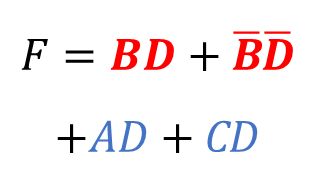 F = BD + B̅D̅
+AD + CD